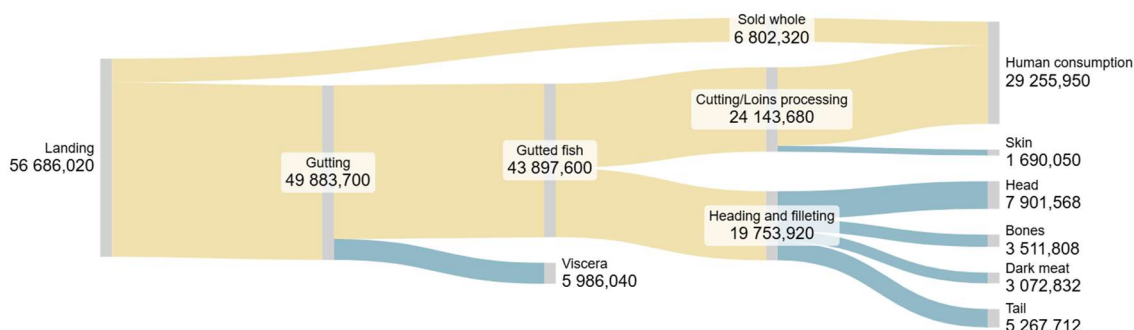 Sold whole
6 802,320
Human consumption
29 255,950
Cutting/Loins processing
24 143,680
Landing
56 686,020
Gutting
49 883,700
Gutted fish
43 897,600
Skin
1 690,050
Head
7 901,568
Heading and filleting
19 753,920
Bones
3 511,808
Viscera
5 986,040
Dark meat
3 072,832
Tail
5 267,712